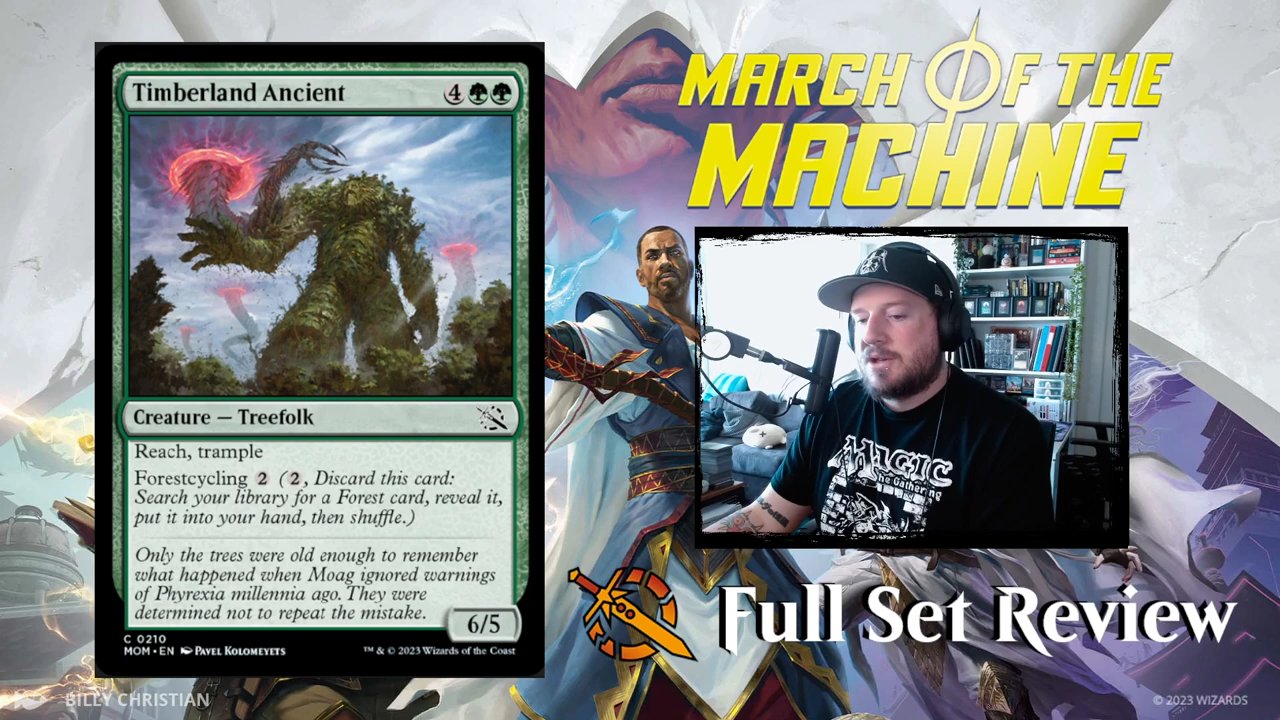 Timberland Ancient 4
Creature — Treefolk
Reach, trample
Forestcycling 2 (2, Discard this card:
Search your library for a Forest card, reveal it,
put it into your hand, then shuffle.)
Only the trees were old enough to remember
what happened when Moag ignored warnings
of Phyrexia millennia ago. They were
determined not to repeat the mistake.
6/5
C 0210
MOM • EN PAVEL KOLOMEYETS
™ & © 2023 Wizards of the Coast
MARCH OF THE
MACHINE
MAGIC
The Gathering
Full Set Review
BILLY CHRISTIAN
© 2023 WIZARDS